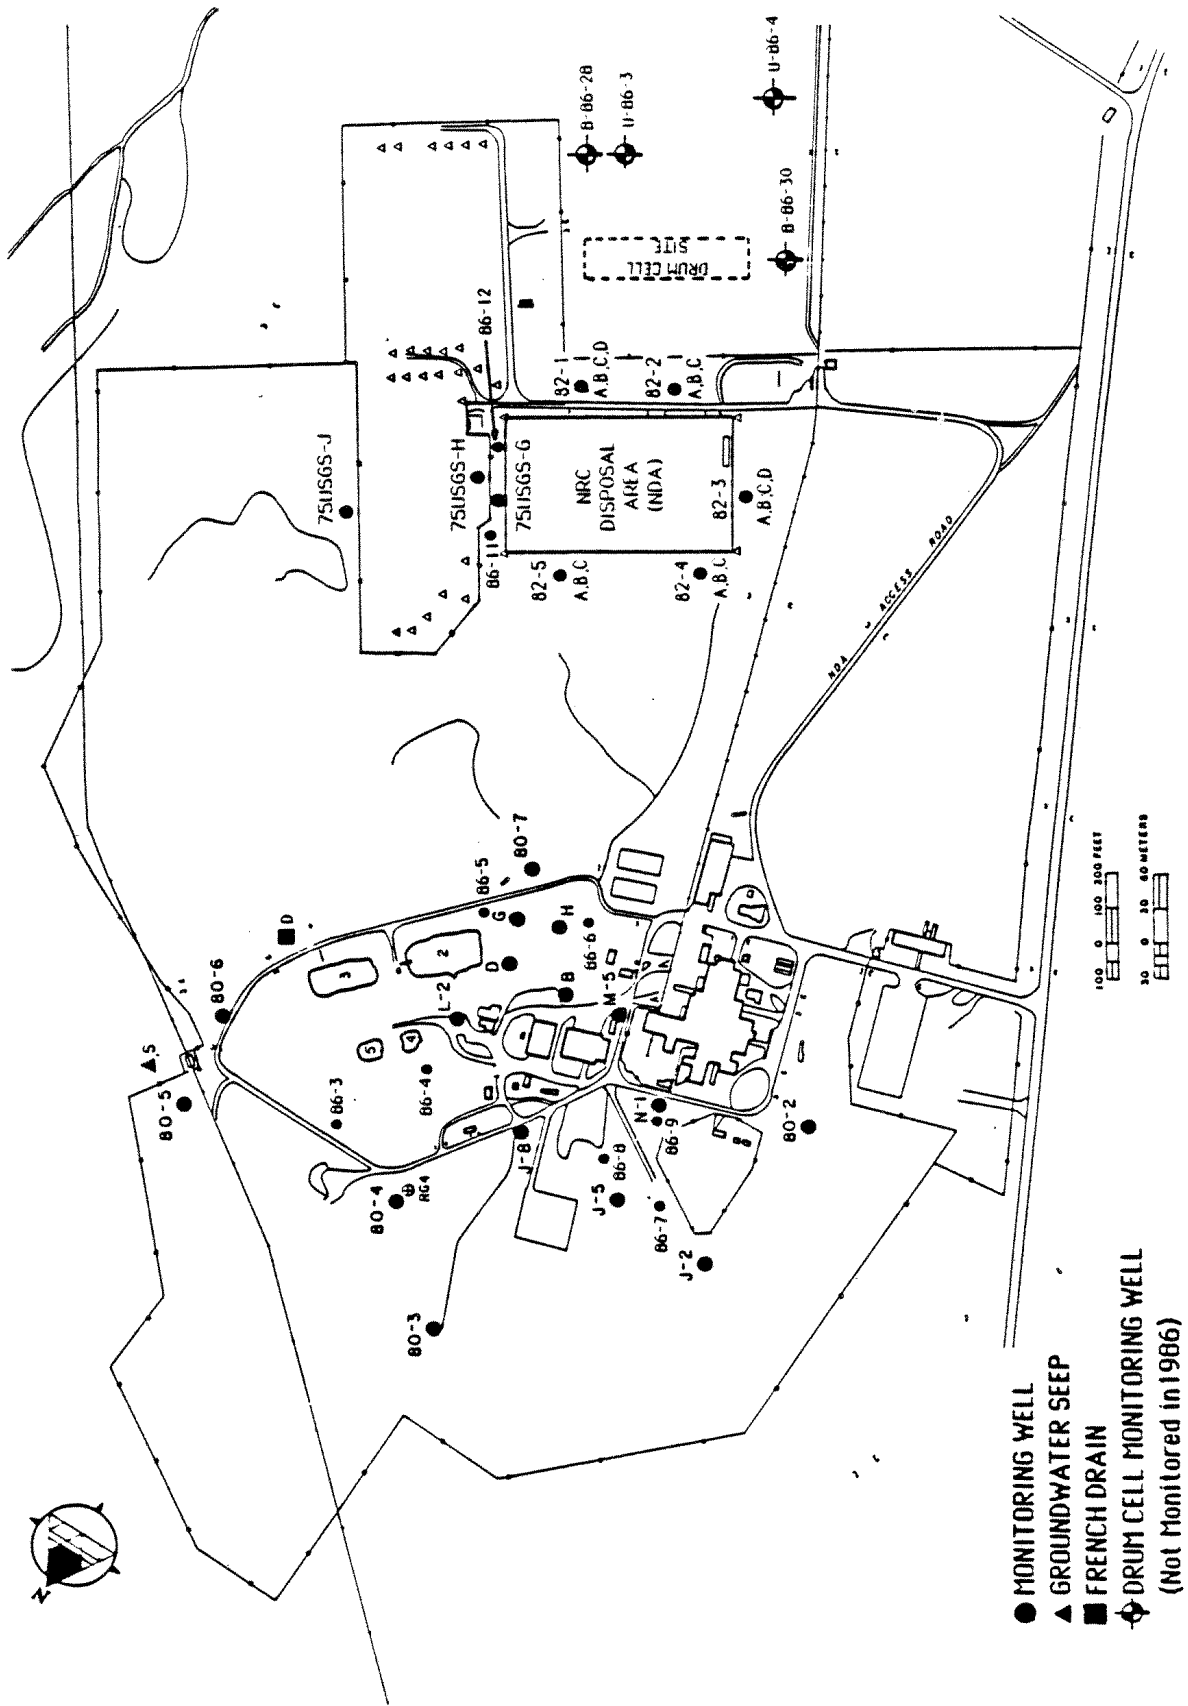 N
80-3
80-4
RG4
80-5
S
80-6
D
86-3
86-4
5
4
3
2
1
L-2
J-8
J-5
86-8
J-2
86-7
N-1
86-9
80-2
M-5
B
D
G
H
86-5
86-6
80-7
75USGS-J
75USGS-H
75USGS-G
86-11
86-12
NRC
DISPOSAL
AREA
(NDA)
82-1
A,B,C,D
82-2
A,B,C
82-3
A,B,C,D
82-4
A,B,C
82-5
A,B,C
DRUM CELL
SITE
B-86-28
U-86-3
U-86-4
B-86-30
NDA ACCESS ROAD
100 0 100 200 FEET
30 0 30 60 METERS
MONITORING WELL
GROUNDWATER SEEP
FRENCH DRAIN
DRUM CELL MONITORING WELL
(Not Monitored in 1986)